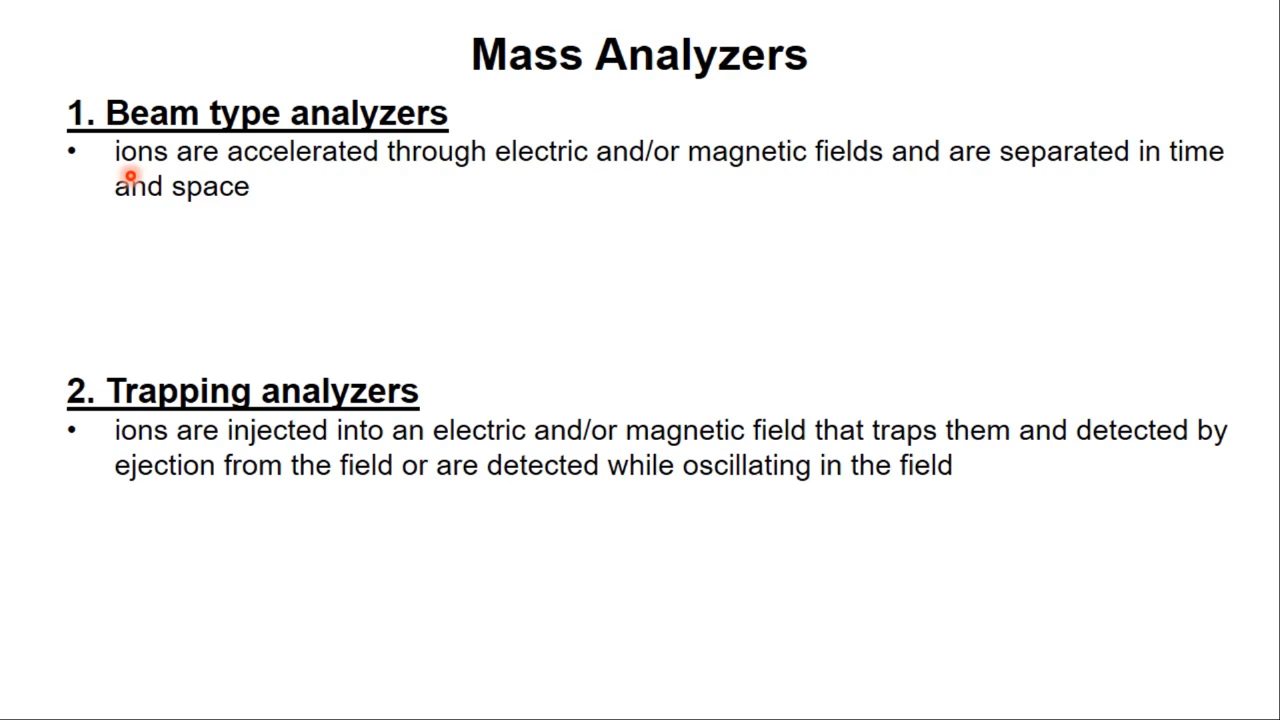 Mass Analyzers
1. Beam type analyzers
• ions are accelerated through electric and/or magnetic fields and are separated in time
and space
2. Trapping analyzers
• ions are injected into an electric and/or magnetic field that traps them and detected by
ejection from the field or are detected while oscillating in the field